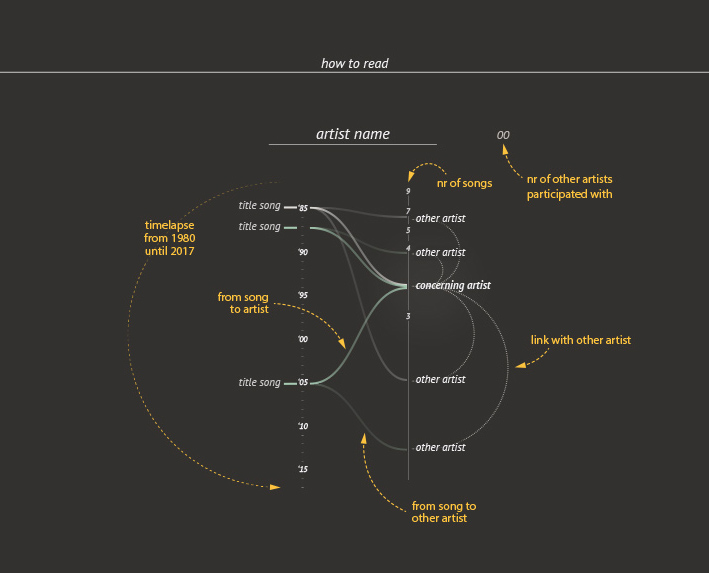 how to read
artist name
00
nr of songs
nr of other artists
participated with
9
7
5
4
3
title song
title song
title song
'85
'90
'95
'00
'05
'10
'15
timelapse
from 1980
until 2017
from song
to artist
other artist
other artist
concerning artist
other artist
other artist
link with other artist
from song to
other artist